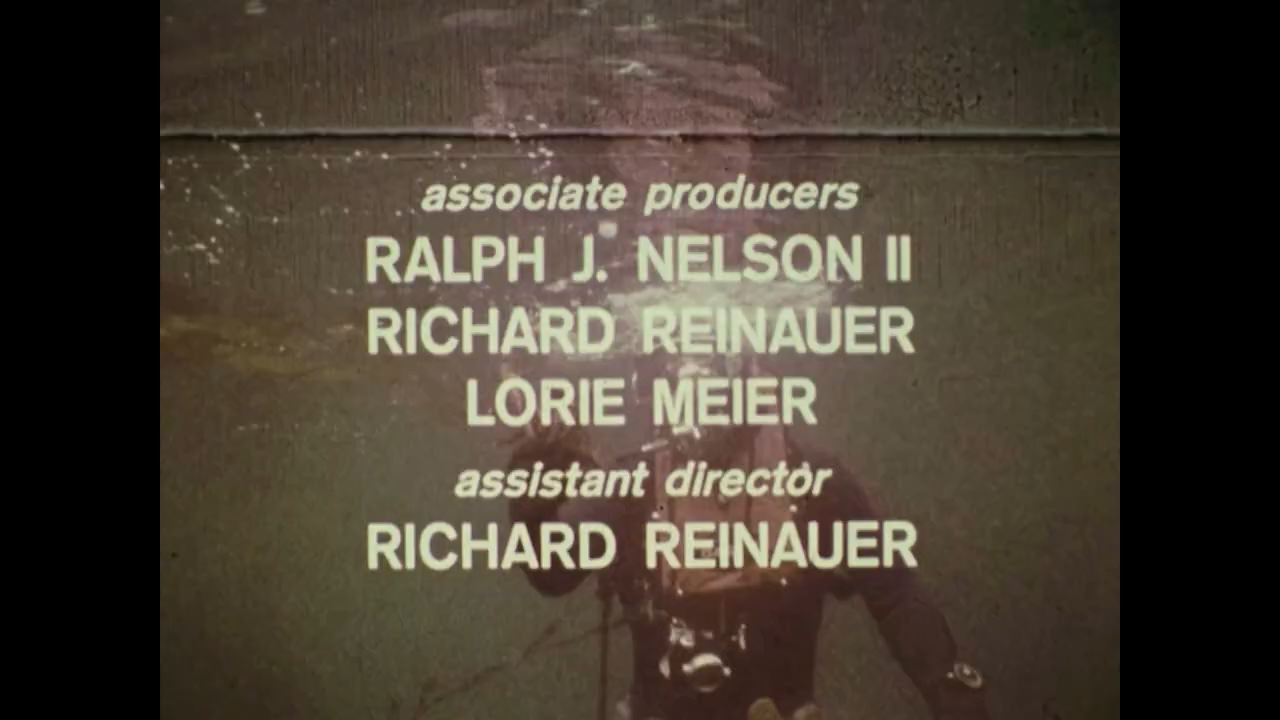 associate producers
RALPH J. NELSON II
RICHARD REINAUER
LORIE MEIER
assistant director
RICHARD REINAUER